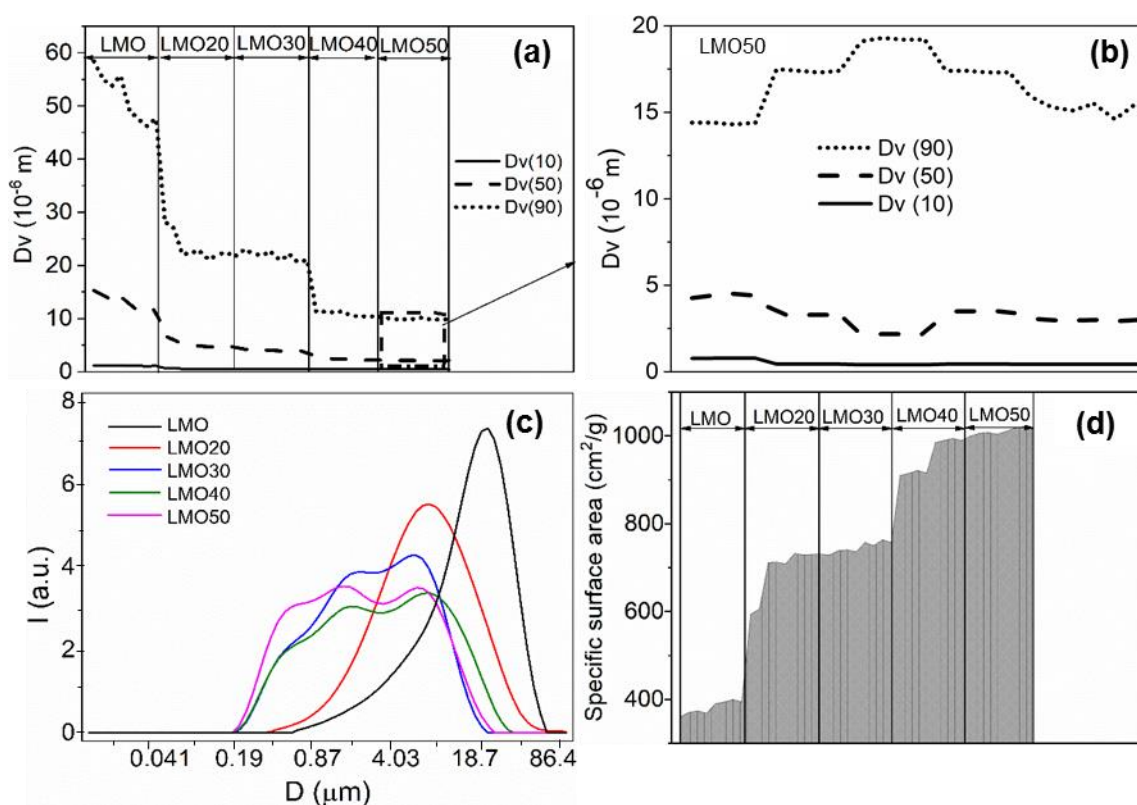 LMO LMO20 LMO30 LMO40 LMO50
(a)
60
50
40
30
20
10
0
Dv (10⁻⁶ m)
Dv(10)
Dv(50)
Dv(90)
(b)
LMO50
20
15
10
5
0
Dv (10⁻⁶ m)
Dv (90)
Dv (50)
Dv (10)
(c)
8
6
4
2
0
I (a.u.)
LMO
LMO20
LMO30
LMO40
LMO50
0.041 0.19 0.87 4.03 18.7 86.4
D (μm)
(d)
LMO LMO20 LMO30 LMO40 LMO50
1000
800
600
400
Specific surface area (cm²/g)